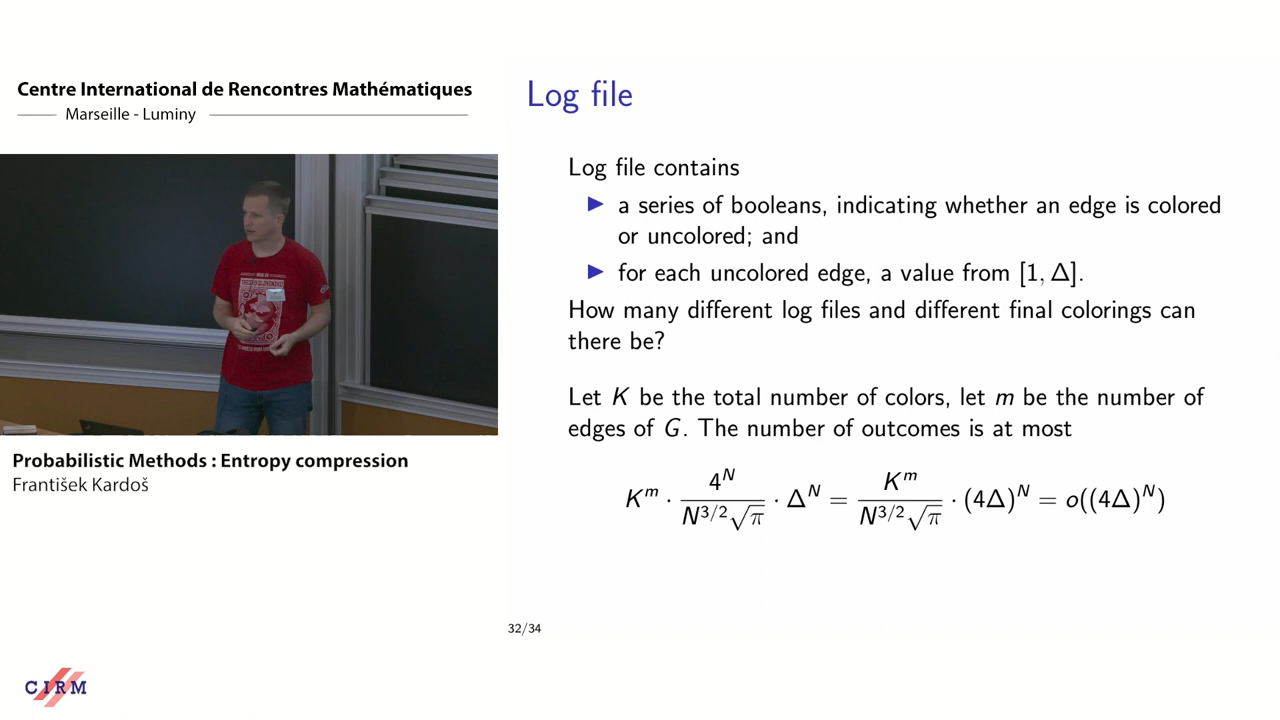 Centre International de Rencontres Mathématiques
Marseille - Luminy
Probabilistic Methods : Entropy compression
František Kardoš
CIRM
Log file
Log file contains
▶ a series of booleans, indicating whether an edge is colored
or uncolored; and
▶ for each uncolored edge, a value from [1, Δ].
How many different log files and different final colorings can
there be?
Let K be the total number of colors, let m be the number of
edges of G. The number of outcomes is at most
K^m · 4^N / (N^{3/2}√π) · Δ^N = K^m / (N^{3/2}√π) · (4Δ)^N = o((4Δ)^N)
32/34